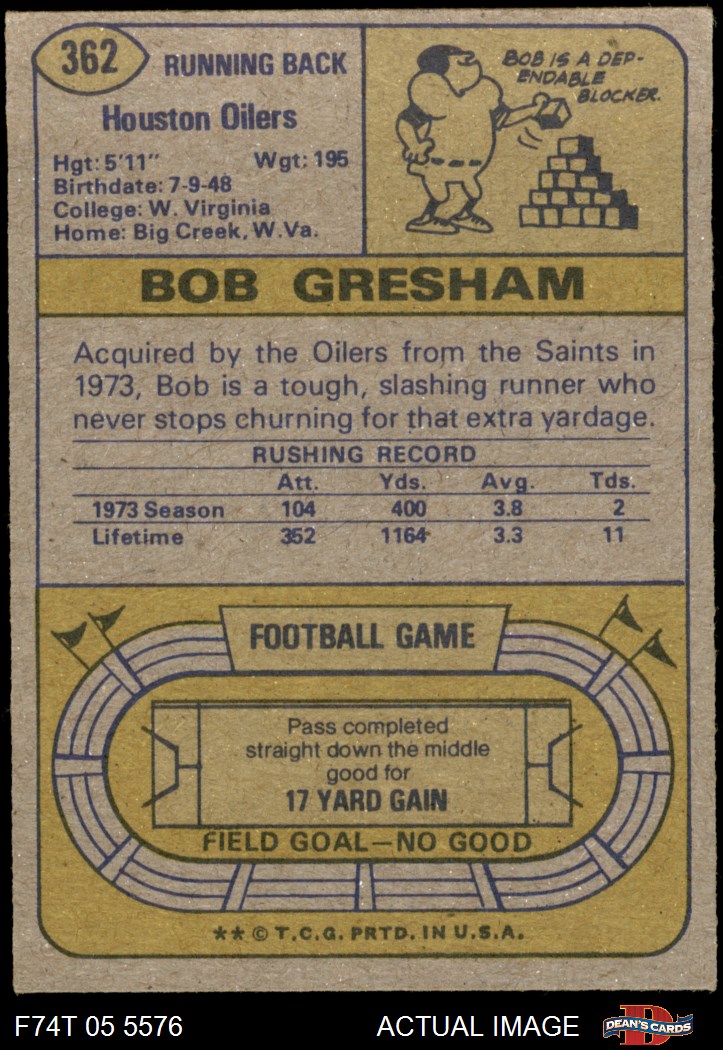 362
RUNNING BACK
Houston Oilers
Hgt: 5'11" Wgt: 195
Birthdate: 7-9-48
College: W. Virginia
Home: Big Creek, W.Va.
BOB IS A DEP-
ENDABLE
BLOCKER.
BOB GRESHAM
Acquired by the Oilers from the Saints in
1973, Bob is a tough, slashing runner who
never stops churning for that extra yardage.
RUSHING RECORD
Att. Yds. Avg. Tds.
1973 Season 104 400 3.8 2
Lifetime 352 1164 3.3 11
FOOTBALL GAME
Pass completed
straight down the middle
good for
17 YARD GAIN
FIELD GOAL—NO GOOD
** © T.C.G. PRTD. IN U.S.A.
F74T 05 5576 ACTUAL IMAGE
D
DEAN'S CARDS